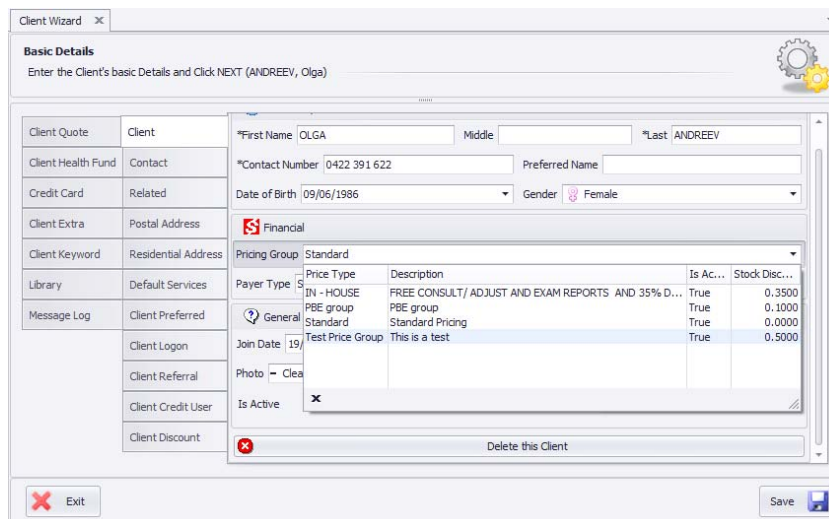 Client Wizard
Basic Details
Enter the Client's basic Details and Click NEXT (ANDREEV, Olga)
Client Quote
Client Health Fund
Credit Card
Client Extra
Client Keyword
Library
Message Log
Client
Contact
Related
Postal Address
Residential Address
Default Services
Client Preferred
Client Logon
Client Referral
Client Credit User
Client Discount
*First Name OLGA Middle *Last ANDREEV
*Contact Number 0422 391 622 Preferred Name
Date of Birth 09/06/1986 Gender Female
Financial
Pricing Group Standard
Payer Type S
Price Type Description Is Ac... Stock Disc...
IN - HOUSE FREE CONSULT/ ADJUST AND EXAM REPORTS AND 35% D... True 0.3500
PBE group PBE group True 0.1000
Standard Standard Pricing True 0.0000
Test Price Group This is a test True 0.5000
General
Join Date 19/
Photo Clea
Is Active
Delete this Client
Exit
Save